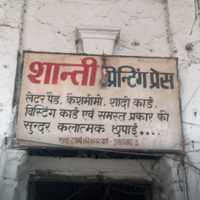 शान्ती प्रिन्टिंग प्रेस
लेटर पैड, कैशमीमो, शादी कार्ड,
विस्टिंग कार्ड एवं समस्त प्रकार की
सुन्दर कलात्मक छपाई....